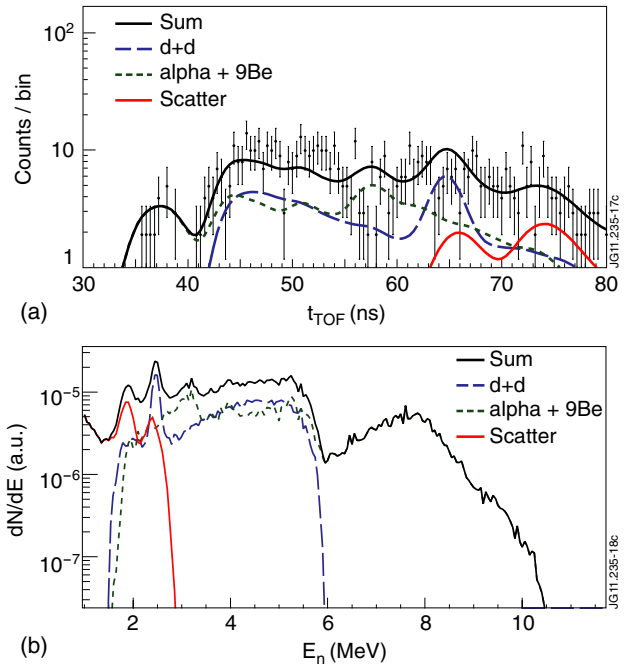 Sum
d+d
alpha + 9Be
Scatter
10²
10
1
Counts / bin
30 40 50 60 70 80
t_TOF (ns)
(a)
JG11.235-17c
Sum
d+d
alpha + 9Be
Scatter
10⁻⁵
10⁻⁶
10⁻⁷
dN/dE (a.u.)
2 4 6 8 10
E_n (MeV)
(b)
JG11.235-18c